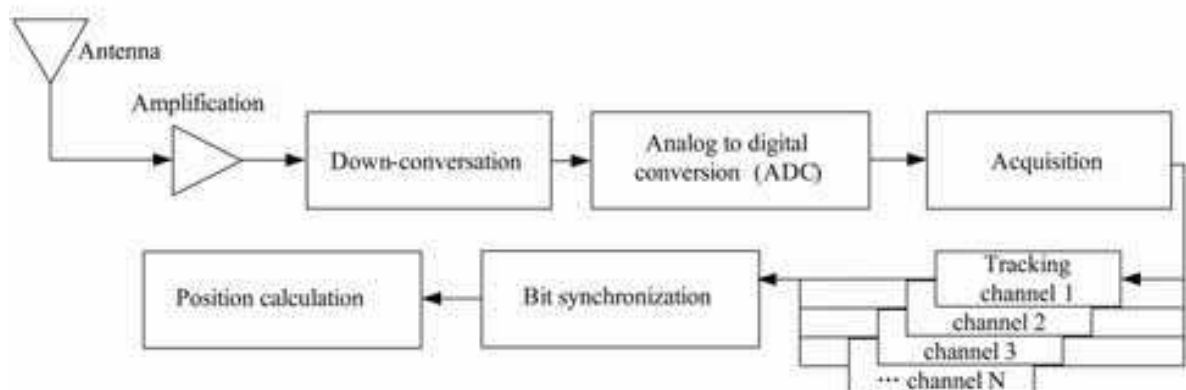 Antenna
Amplification
Down-conversation
Analog to digital
conversion (ADC)
Acquisition
Position calculation
Bit synchronization
Tracking
channel 1
channel 2
channel 3
··· channel N